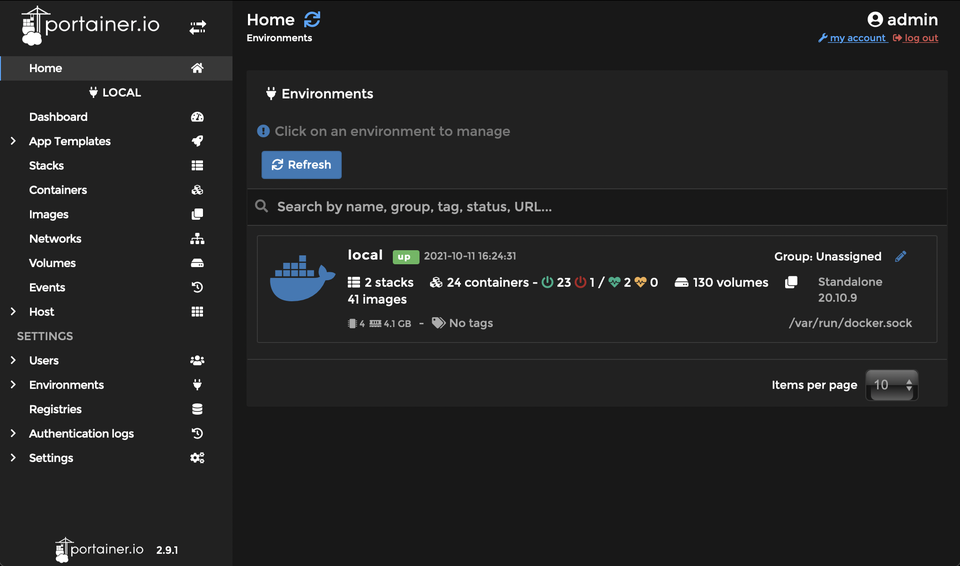 portainer.io
Home
LOCAL
Dashboard
App Templates
Stacks
Containers
Images
Networks
Volumes
Events
Host
SETTINGS
Users
Environments
Registries
Authentication logs
Settings
portainer.io 2.9.1
Home
Environments
admin
my account log out
Environments
Click on an environment to manage
Refresh
Search by name, group, tag, status, URL...
local up 2021-10-11 16:24:31 Group: Unassigned
2 stacks 24 containers - 23 1 / 2 0 130 volumes
41 images
Standalone
20.10.9
4 4.1 GB - No tags /var/run/docker.sock
Items per page 10